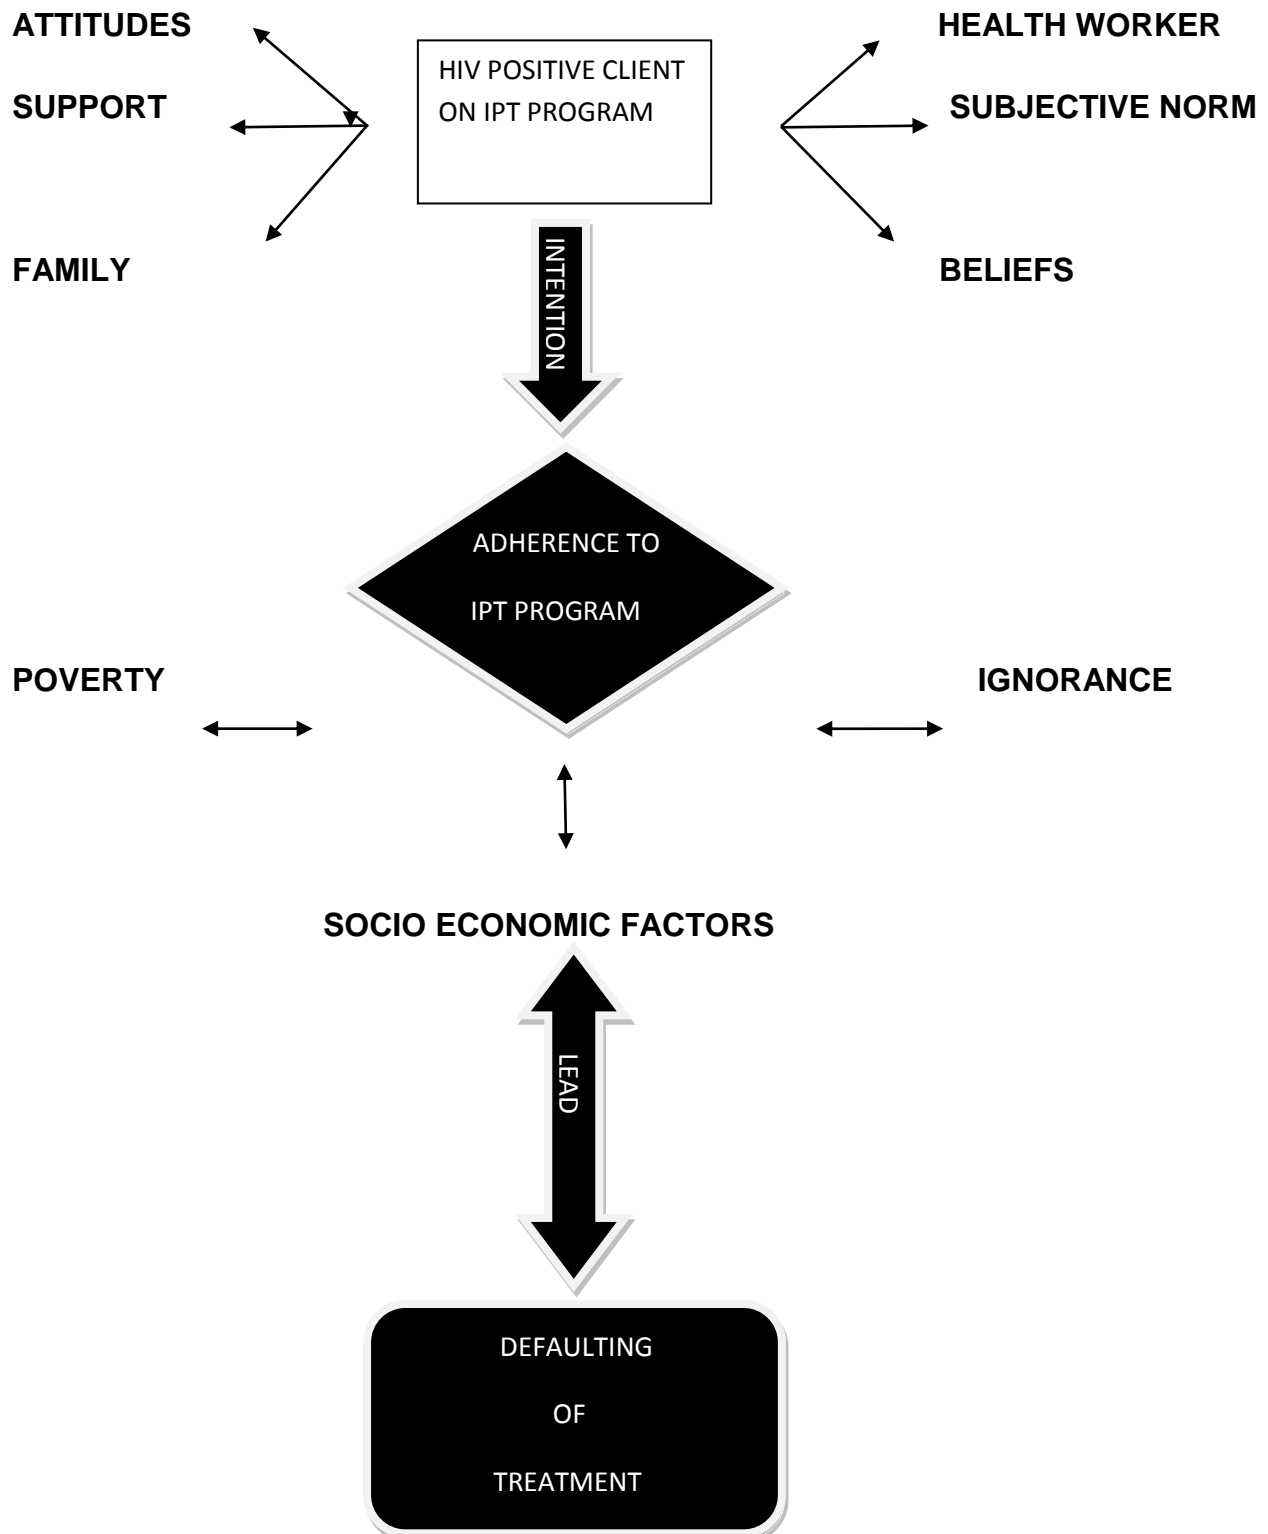 ATTITUDES
HIV POSITIVE CLIENT
ON IPT PROGRAM
HEALTH WORKER
SUPPORT
SUBJECTIVE NORM
FAMILY
BELIEFS
INTENTION
ADHERENCE TO
IPT PROGRAM
POVERTY
IGNORANCE
SOCIO ECONOMIC FACTORS
LEAD
DEFAULTING
OF
TREATMENT